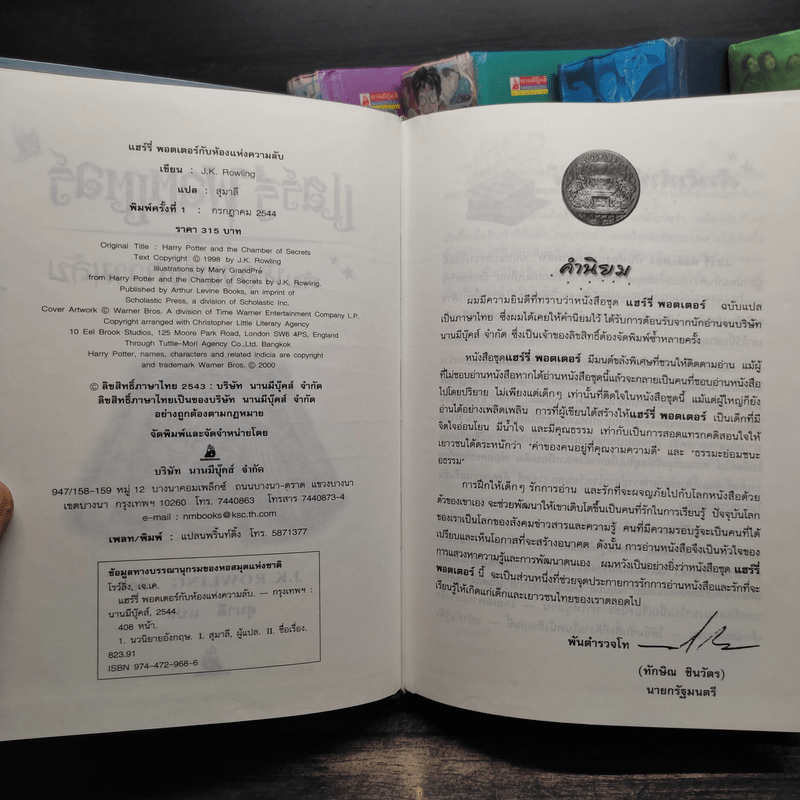 แฮร์รี่ พอตเตอร์กับห้องแห่งความลับ
เขียน : J.K. Rowling
แปล : สุมาลี
พิมพ์ครั้งที่ 1 : กรกฎาคม 2544
ราคา 315 บาท
Original Title : Harry Potter and the Chamber of Secrets
Text Copyright © 1998 by J.K. Rowling
Illustrations by Mary GrandPré
from Harry Potter and the Chamber of Secrets by J.K. Rowling.
Published by Arthur Levine Books, an imprint of
Scholastic Press, a division of Scholastic Inc.
Cover Artwork © Warner Bros. A division of Time Warner Entertainment Company L.P.
Copyright arranged with Christopher Little Literary Agency
10 Eel Brook Studios, 125 Moore Park Road, London SW6 4PS, England
Through Tuttle-Mori Agency Co.,Ltd. Bangkok
Harry Potter, names, characters and related indicia are copyright
and trademark Warner Bros. © 2000
© ลิขสิทธิ์ภาษาไทย 2543 : บริษัท นานมีบุ๊คส์ จำกัด
ลิขสิทธิ์ภาษาไทยเป็นของบริษัท นานมีบุ๊คส์ จำกัด
อย่างถูกต้องตามกฎหมาย
จัดพิมพ์และจัดจำหน่ายโดย
บริษัท นานมีบุ๊คส์ จำกัด
947/158-159 หมู่ 12 บางนาคอมเพล็กซ์ ถนนบางนา-ตราด แขวงบางนา
เขตบางนา กรุงเทพฯ 10260 โทร. 7440863 โทรสาร 7440873-4
e-mail : nmbooks@ksc.th.com
เพลท/พิมพ์ : แปลนพริ้นท์ติ้ง โทร. 5871377
ข้อมูลทางบรรณานุกรมของหอสมุดแห่งชาติ
โรว์ลิ่ง, เจ.เค.
แฮร์รี่ พอตเตอร์กับห้องแห่งความลับ. — กรุงเทพฯ :
นานมีบุ๊คส์, 2544.
408 หน้า.
1. นวนิยายอังกฤษ. I. สุมาลี, ผู้แปล. II. ชื่อเรื่อง.
823.91
ISBN 974-472-968-6
คำนิยม
ผมมีความยินดีที่ทราบว่าหนังสือชุด แฮร์รี่ พอตเตอร์ ฉบับแปล
เป็นภาษาไทย ซึ่งผมได้เคยให้คำนิยมไว้ ได้รับการต้อนรับจากนักอ่านจนบริษัท
นานมีบุ๊คส์ จำกัด ซึ่งเป็นเจ้าของลิขสิทธิ์ต้องจัดพิมพ์ซ้ำหลายครั้ง
หนังสือชุดแฮร์รี่ พอตเตอร์ มีมนต์ขลังพิเศษที่ชวนให้ติดตามอ่าน แม้ผู้
ที่ไม่ชอบอ่านหนังสือหากได้อ่านหนังสือชุดนี้แล้วจะกลายเป็นคนที่ชอบอ่านหนังสือ
ไปโดยปริยาย ไม่เพียงแต่เด็กๆ เท่านั้นที่ติดใจในหนังสือชุดนี้ แม้แต่ผู้ใหญ่ก็ยัง
อ่านได้อย่างเพลิดเพลิน การที่ผู้เขียนได้สร้างให้แฮร์รี่ พอตเตอร์ เป็นเด็กที่มี
จิตใจอ่อนโยน มีน้ำใจ และมีคุณธรรม เท่ากับเป็นการสอดแทรกคติสอนใจให้
เยาวชนได้ตระหนักว่า "ค่าของคนอยู่ที่คุณงามความดี" และ "ธรรมะย่อมชนะ
อธรรม"
การฝึกให้เด็กๆ รักการอ่าน และรักที่จะผจญภัยไปกับโลกหนังสือด้วย
ตัวของเขาเอง จะช่วยพัฒนาให้เขาเติบโตขึ้นเป็นคนที่รักในการเรียนรู้ ปัจจุบันโลก
ของเราเป็นโลกของสังคมข่าวสารและความรู้ คนที่มีความรอบรู้จะเป็นคนที่ได้
เปรียบและเห็นโอกาสที่จะสร้างอนาคต ดังนั้น การอ่านหนังสือจึงเป็นหัวใจของ
การแสวงหาความรู้และการพัฒนาตนเอง ผมหวังเป็นอย่างยิ่งว่าหนังสือชุด แฮร์รี่
พอตเตอร์ นี้ จะเป็นส่วนหนึ่งที่ช่วยจุดประกายการรักการอ่านหนังสือและรักที่จะ
เรียนรู้ให้เกิดแก่เด็กและเยาวชนไทยของเราตลอดไป
พันตำรวจโท
(ทักษิณ ชินวัตร)
นายกรัฐมนตรี